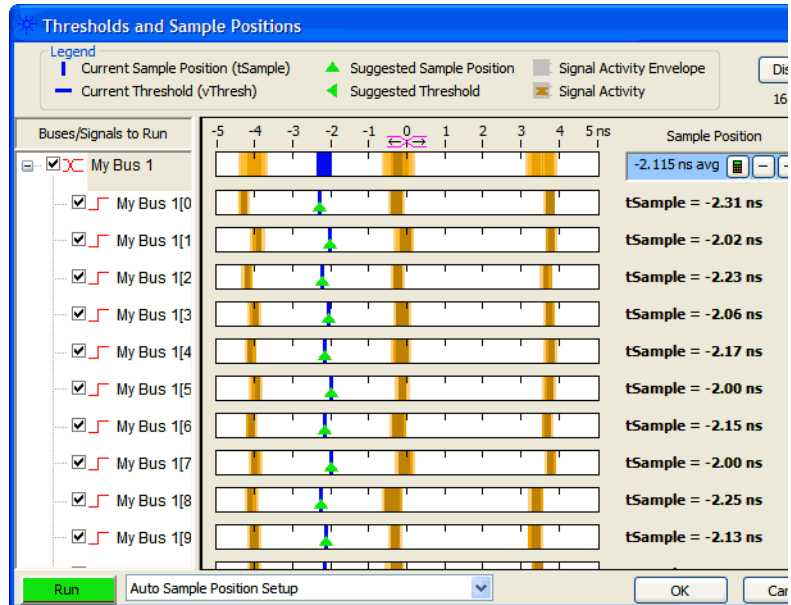 Thresholds and Sample Positions
Legend
Current Sample Position (tSample) Suggested Sample Position Signal Activity Envelope
Current Threshold (vThresh) Suggested Threshold Signal Activity
Dis
16
Buses/Signals to Run -5 -4 -3 -2 -1 0 1 2 3 4 5 ns Sample Position
My Bus 1 -2.115 ns avg
My Bus 1[0 tSample = -2.31 ns
My Bus 1[1 tSample = -2.02 ns
My Bus 1[2 tSample = -2.23 ns
My Bus 1[3 tSample = -2.06 ns
My Bus 1[4 tSample = -2.17 ns
My Bus 1[5 tSample = -2.00 ns
My Bus 1[6 tSample = -2.15 ns
My Bus 1[7 tSample = -2.00 ns
My Bus 1[8 tSample = -2.25 ns
My Bus 1[9 tSample = -2.13 ns
Run Auto Sample Position Setup OK Can